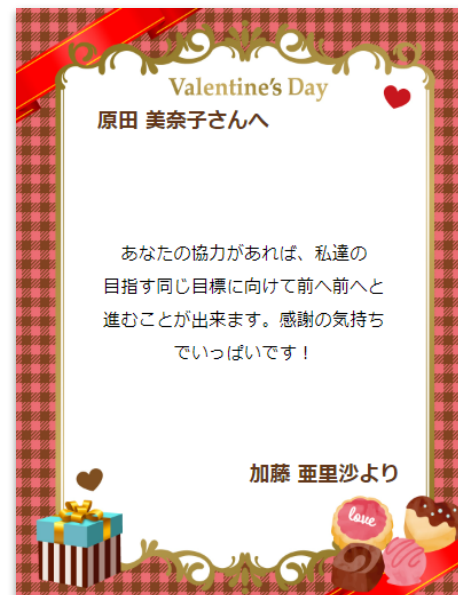 Valentine's Day
原田 美奈子さんへ
あなたの協力があれば、私達の
目指す同じ目標に向けて前へ前へと
進むことが出来ます。感謝の気持ち
でいっぱいです！
加藤 亜里沙より
love